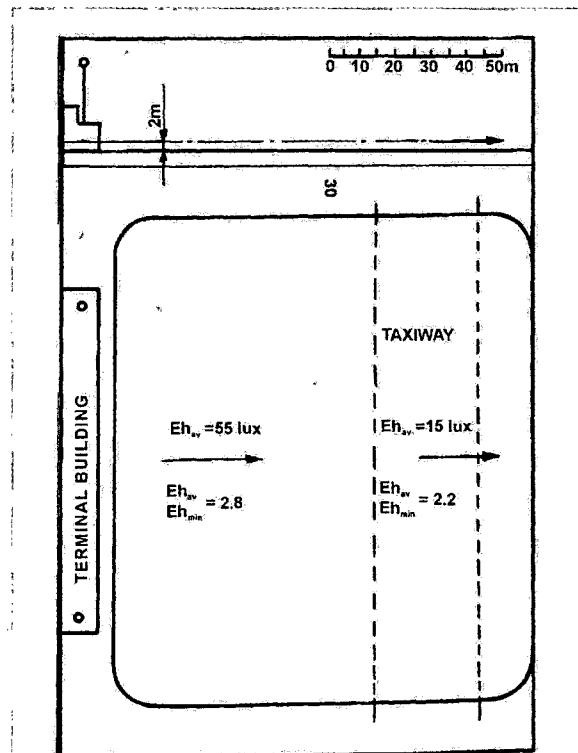 0 10 20 30 40 50m
2m
30
TAXIWAY
Eh_av =55 lux
Eh_av =15 lux
Eh_av
Eh_min = 2.8
Eh_av
Eh_min = 2.2
TERMINAL BUILDING